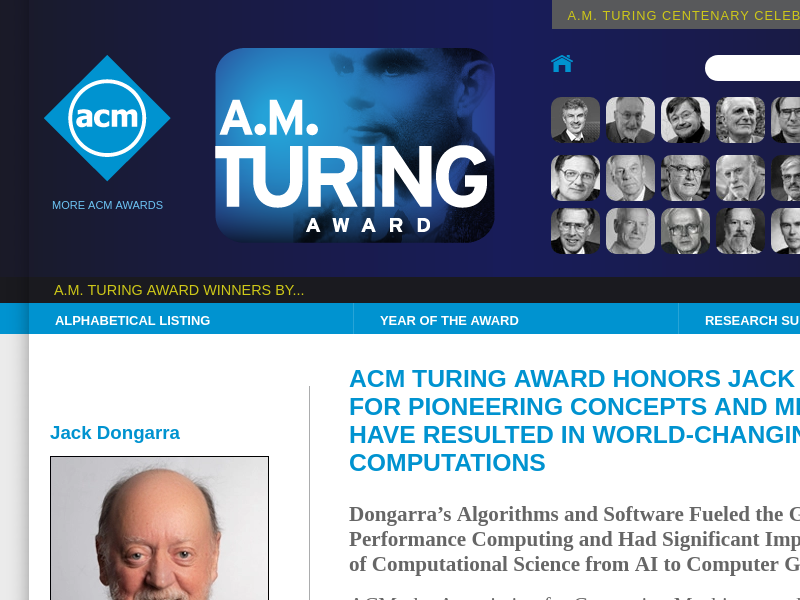 A.M. TURING CENTENARY CELEB
acm
MORE ACM AWARDS
A.M.
TURING
AWARD
A.M. TURING AWARD WINNERS BY...
ALPHABETICAL LISTING
YEAR OF THE AWARD
RESEARCH SU
Jack Dongarra
ACM TURING AWARD HONORS JACK
FOR PIONEERING CONCEPTS AND ME
HAVE RESULTED IN WORLD-CHANGIN
COMPUTATIONS
Dongarra’s Algorithms and Software Fueled the G
Performance Computing and Had Significant Imp
of Computational Science from AI to Computer G